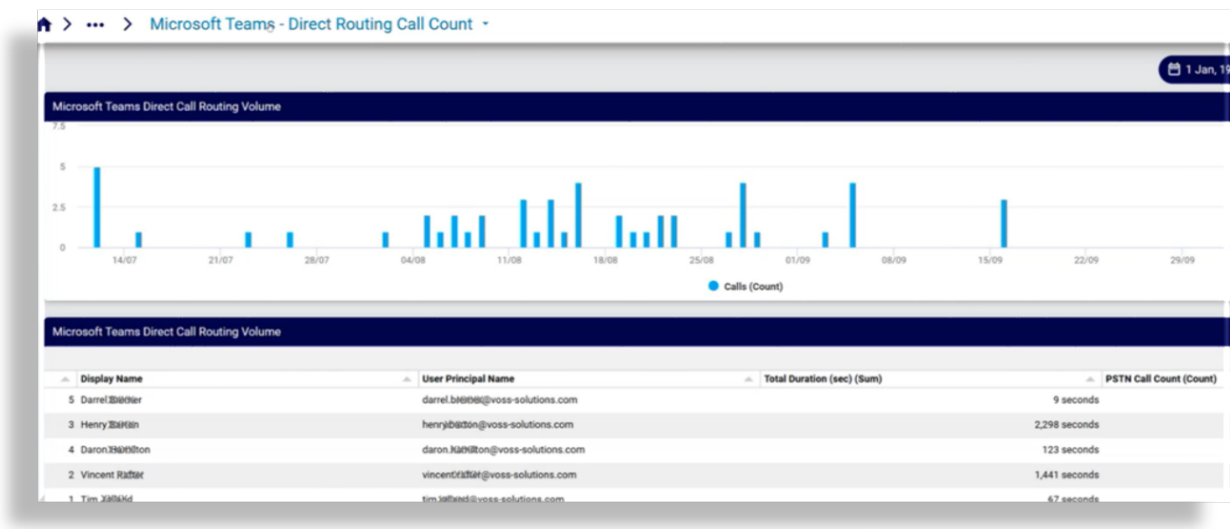 Microsoft Teams - Direct Routing Call Count
1 Jan, 19
Microsoft Teams Direct Call Routing Volume
7.5
5
2.5
0
14/07 21/07 28/07 04/08 11/08 18/08 25/08 01/09 08/09 15/09 22/09 29/09
Calls (Count)
Microsoft Teams Direct Call Routing Volume
Display Name User Principal Name Total Duration (sec) (Sum) PSTN Call Count (Count)
5 Darrel @voss-solutions.com 9 seconds
3 Henry @voss-solutions.com 2,298 seconds
4 Daron @voss-solutions.com 123 seconds
2 Vincent @voss-solutions.com 1,441 seconds
1 Tim @voss-solutions.com 67 seconds